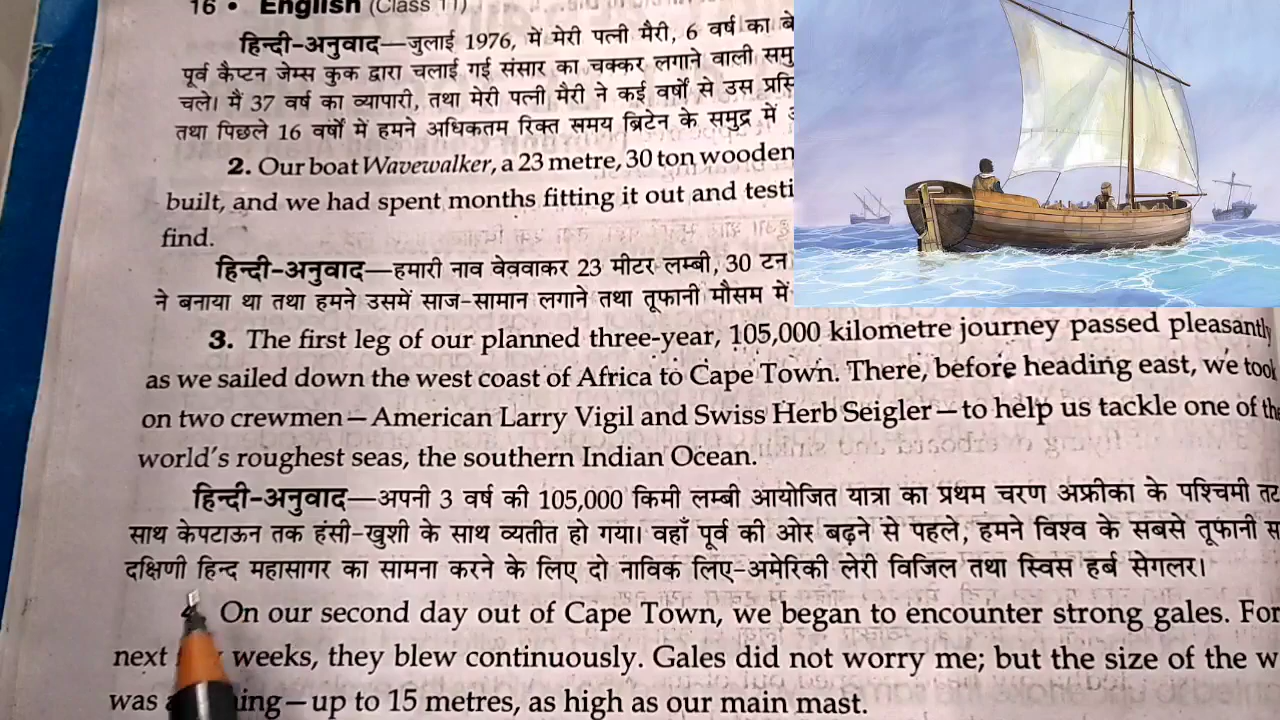 16 • English (Class 11)
हिन्दी-अनुवाद—जुलाई 1976, में मेरी पत्नी मैरी, 6 वर्ष का बे
पूर्व कैप्टन जेम्स कुक द्वारा चलाई गई संसार का चक्कर लगाने वाली समु
चले। मैं 37 वर्ष का व्यापारी, तथा मेरी पत्नी मैरी ने कई वर्षों से उस प्रसि
तथा पिछले 16 वर्षों में हमने अधिकतम रिक्त समय ब्रिटेन के समुद्र में
2. Our boat Wavewalker, a 23 metre, 30 ton wooden
built, and we had spent months fitting it out and testi
find.
हिन्दी-अनुवाद—हमारी नाव वेववाकर 23 मीटर लम्बी, 30 टन
ने बनाया था तथा हमने उसमें साज-सामान लगाने तथा तूफानी मौसम में
3. The first leg of our planned three-year, 105,000 kilometre journey passed pleasantly
as we sailed down the west coast of Africa to Cape Town. There, before heading east, we took
on two crewmen—American Larry Vigil and Swiss Herb Seigler—to help us tackle one of the
world's roughest seas, the southern Indian Ocean.
हिन्दी-अनुवाद—अपनी 3 वर्ष की 105,000 किमी लम्बी आयोजित यात्रा का प्रथम चरण अफ्रीका के पश्चिमी तट
साथ केपटाऊन तक हंसी-खुशी के साथ व्यतीत हो गया। वहाँ पूर्व की ओर बढ़ने से पहले, हमने विश्व के सबसे तूफानी स
दक्षिणी हिन्द महासागर का सामना करने के लिए दो नाविक लिए-अमेरिकी लेरी विजिल तथा स्विस हर्ब सेगलर।
4. On our second day out of Cape Town, we began to encounter strong gales. For
next weeks, they blew continuously. Gales did not worry me; but the size of the w
was ing—up to 15 metres, as high as our main mast.